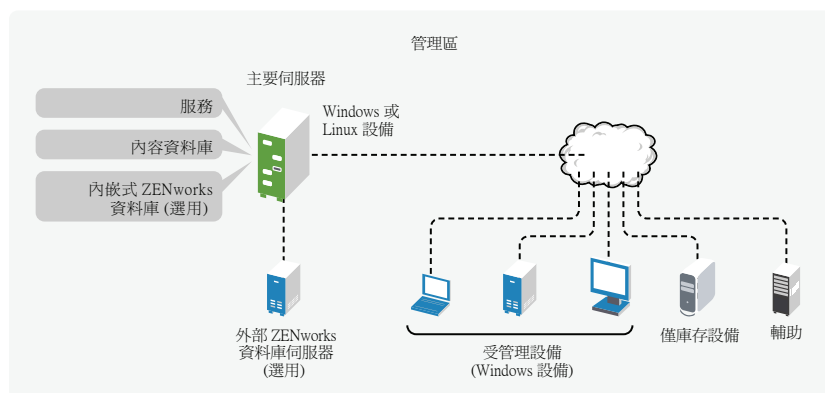 管理區
主要伺服器
服務
內容資料庫
內嵌式 ZENworks
資料庫 (選用)
Windows 或
Linux 設備
外部 ZENworks
資料庫伺服器
(選用)
受管理設備
(Windows 設備)
僅庫存設備
輔助